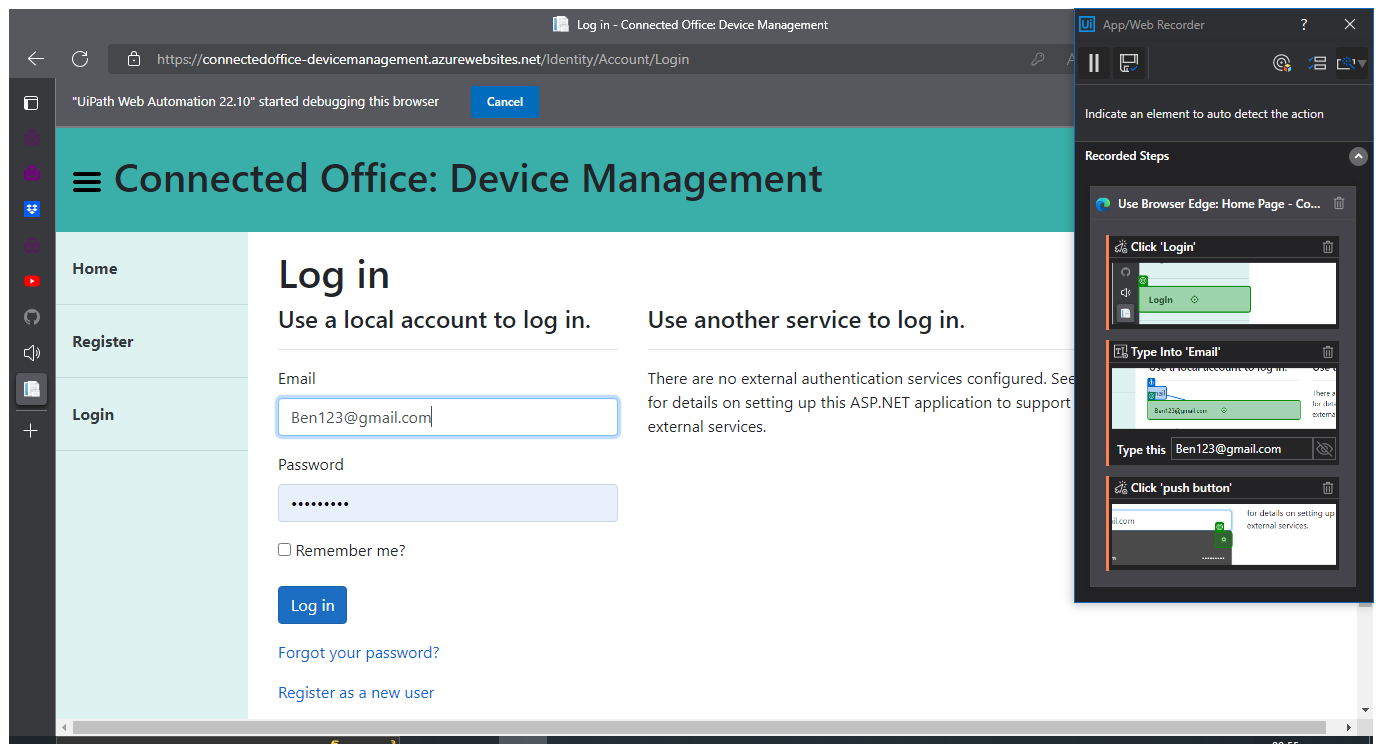 Log in - Connected Office: Device Management
https://connectedoffice-devicemanagement.azurewebsites.net/Identity/Account/Login
"UiPath Web Automation 22.10" started debugging this browser
Cancel
Connected Office: Device Management
Home
Register
Login
Log in
Use a local account to log in.
Email
Ben123@gmail.com
Password
•••••••••
Remember me?
Log in
Forgot your password?
Register as a new user
Use another service to log in.
There are no external authentication services configured. See
for details on setting up this ASP.NET application to support
external services.
Ui App/Web Recorder
?
Indicate an element to auto detect the action
Recorded Steps
Use Browser Edge: Home Page - Co...
Click 'Login'
Login
Type Into 'Email'
Use a local account to log in.
Ben123@gmail.com
There a
for deta
externa
Type this Ben123@gmail.com
Click 'push button'
il.com
for details on setting up
external services.